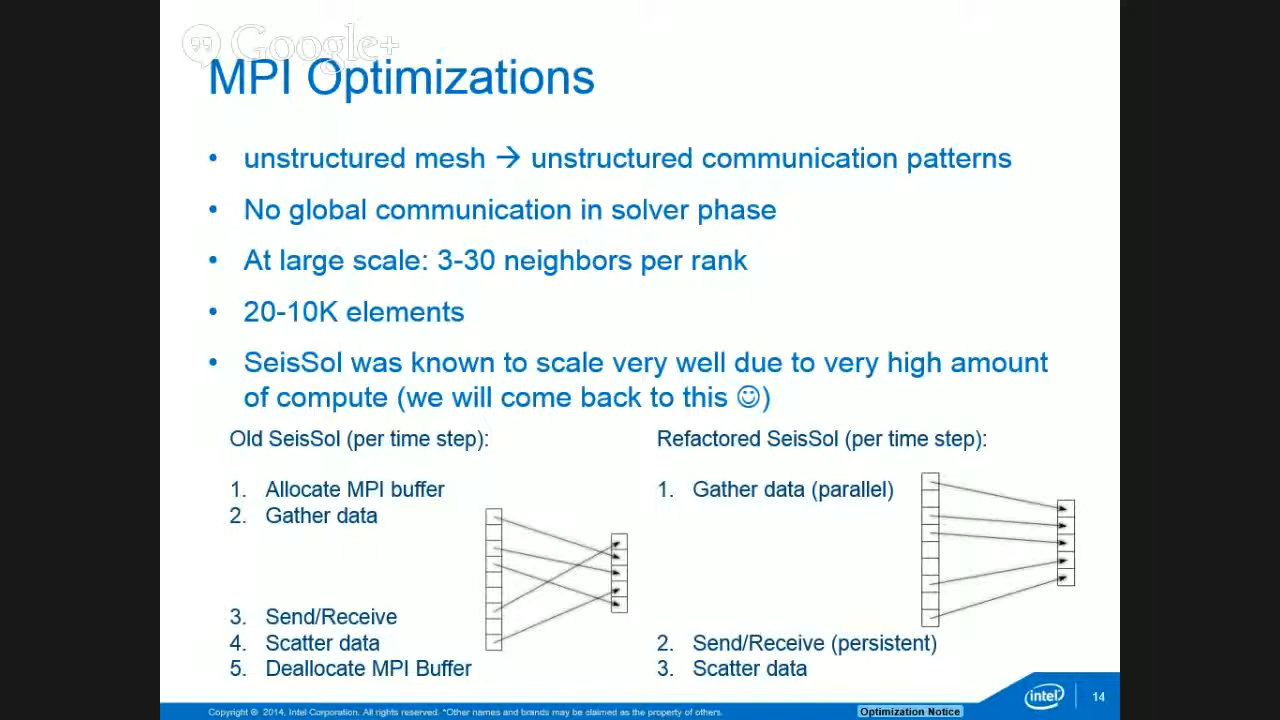 Google+
MPI Optimizations
• unstructured mesh → unstructured communication patterns
• No global communication in solver phase
• At large scale: 3-30 neighbors per rank
• 20-10K elements
• SeisSol was known to scale very well due to very high amount
of compute (we will come back to this ☺)
Old SeisSol (per time step):
1. Allocate MPI buffer
2. Gather data
3. Send/Receive
4. Scatter data
5. Deallocate MPI Buffer
Refactored SeisSol (per time step):
1. Gather data (parallel)
2. Send/Receive (persistent)
3. Scatter data
Copyright © 2014, Intel Corporation. All rights reserved. *Other names and brands may be claimed as the property of others.
Optimization Notice
intel
14